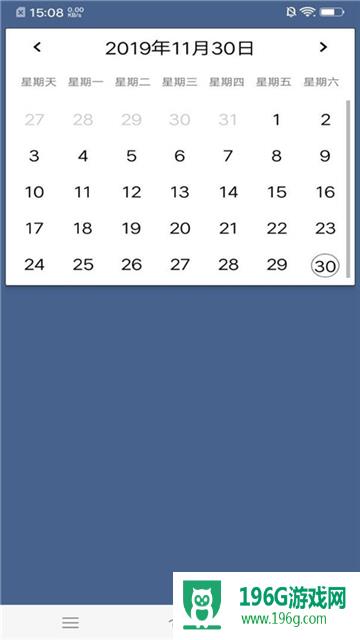 15:08 0.00 KB/s
2019年11月30日
星期天 星期一 星期二 星期三 星期四 星期五 星期六
27 28 29 30 31 1 2
3 4 5 6 7 8 9
10 11 12 13 14 15 16
17 18 19 20 21 22 23
24 25 26 27 28 29 30
196G游戏网
www.196g.com